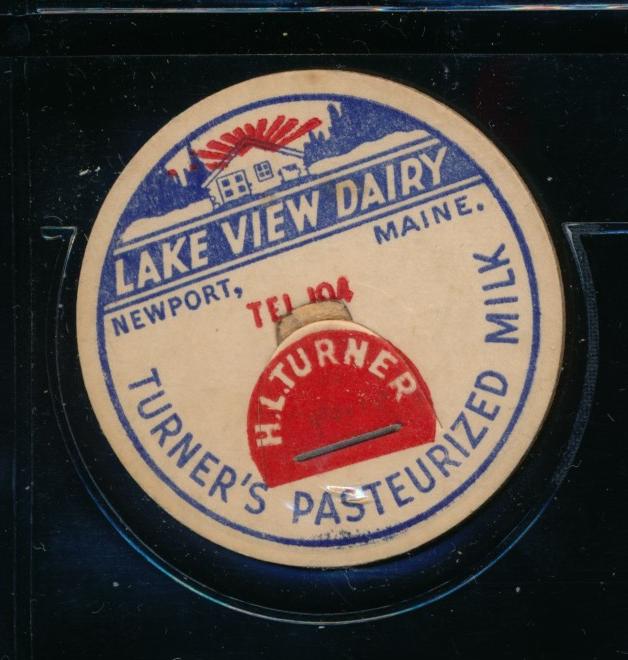 LAKE VIEW DAIRY
NEWPORT, MAINE.
TEL 104
H.L.TURNER
TURNER'S PASTEURIZED MILK